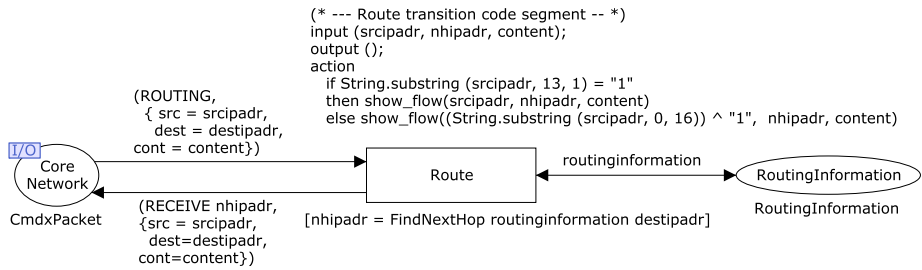 (* --- Route transition code segment -- *)
input (srcipadr, nhipadr, content);
output ();
action
if String.substring (srcipadr, 13, 1) = "1"
then show_flow(srcipadr, nhipadr, content)
else show_flow((String.substring (srcipadr, 0, 16)) ^ "1", nhipadr, content)
(ROUTING,
{ src = srcipadr,
dest = destipadr,
cont = content})
I/O
Core
Network
CmdxPacket
(RECEIVE nhipadr,
{src = srcipadr,
dest=destipadr,
cont=content})
Route
[nhipadr = FindNextHop routinginformation destipadr]
routinginformation
RoutingInformation
RoutingInformation